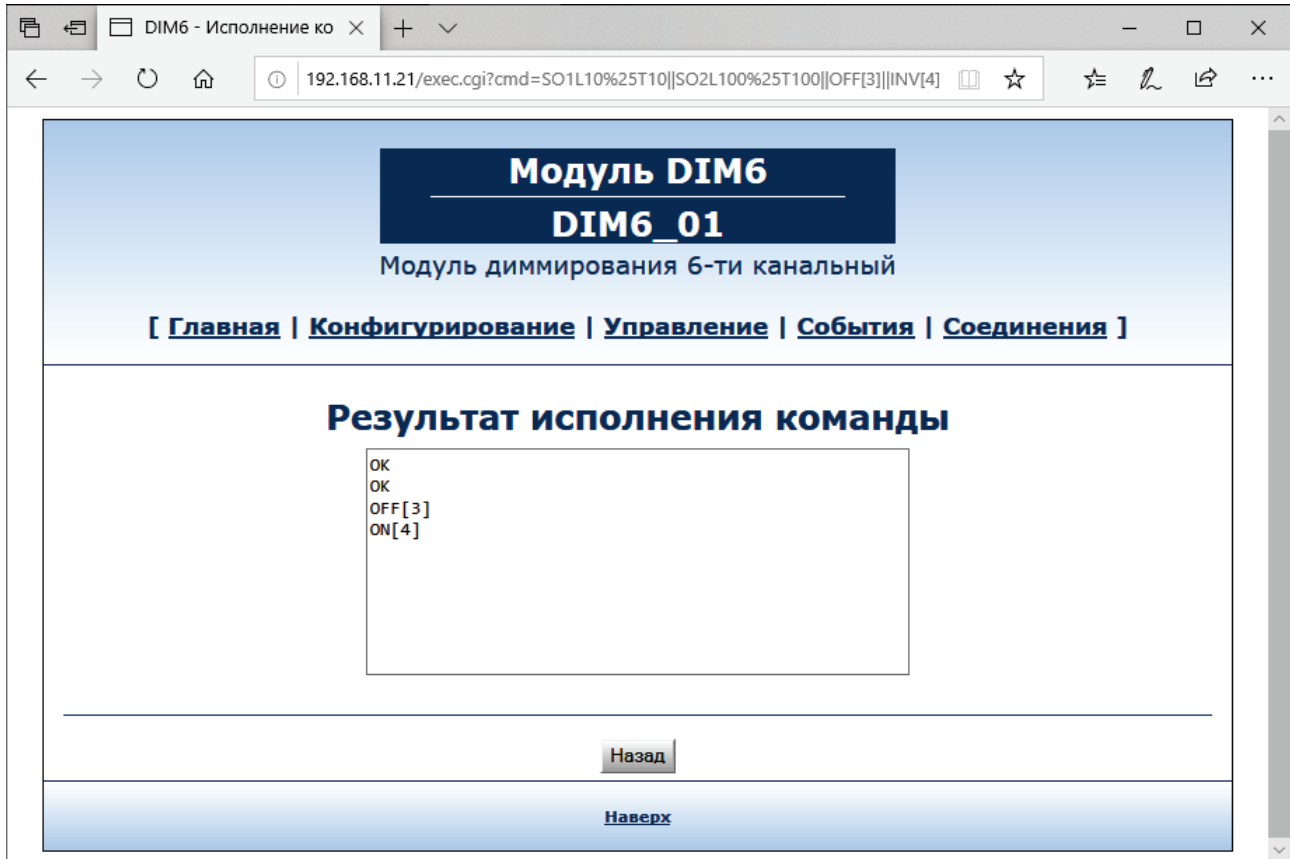 DIM6 - Исполнение ко
192.168.11.21/exec.cgi?cmd=SO1L10%25T10||SO2L100%25T100||OFF[3]||INV[4]
Модуль DIM6
DIM6_01
Модуль диммирования 6-ти канальный
[ Главная | Конфигурирование | Управление | События | Соединения ]
Результат исполнения команды
OK
OK
OFF[3]
ON[4]
Назад
Наверх